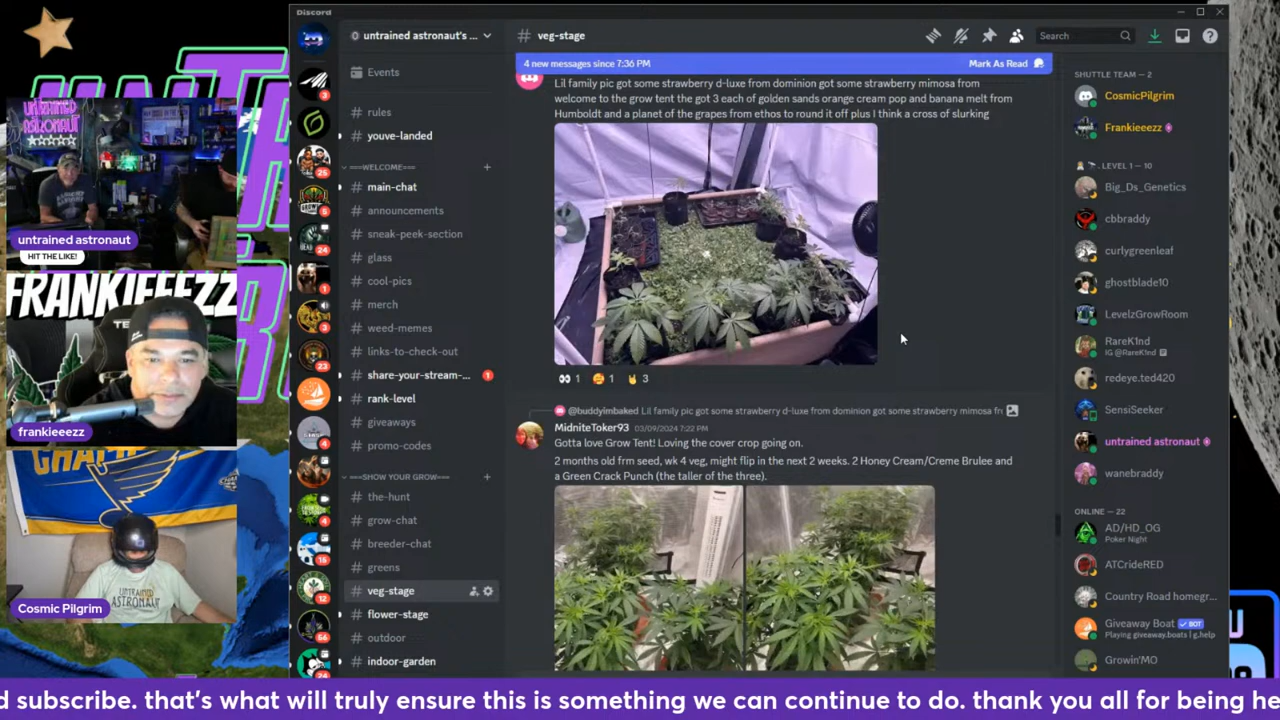 Discord
untrained astronaut's ...
Events
rules
youve-landed
===WELCOME===
main-chat
announcements
sneak-peek-section
glass
cool-pics
merch
weed-memes
links-to-check-out
share-your-stream-...
1
rank-level
giveaways
promo-codes
===SHOW YOUR GROW===
the-hunt
grow-chat
breeder-chat
greens
veg-stage
flower-stage
outdoor
indoor-garden
# veg-stage
Search
4 new messages since 7:36 PM
Mark As Read
Lil family pic got some strawberry d-luxe from dominion got some strawberry mimosa from
welcome to the grow tent the got 3 each of golden sands orange cream pop and banana melt from
Humboldt and a planet of the grapes from ethos to round it off plus I think a cross of slurking
1
1
3
@buddyimbaked Lil family pic got some strawberry d-luxe from dominion got some strawberry mimosa fr
MidniteToker93 03/09/2024 7:22 PM
Gotta love Grow Tent! Loving the cover crop going on.
2 months old frm seed, wk 4 veg, might flip in the next 2 weeks. 2 Honey Cream/Creme Brulee and
a Green Crack Punch (the taller of the three).
SHUTTLE TEAM — 2
CosmicPilgrim
Frankieeezz
LEVEL 1 — 10
Big_Ds_Genetics
cbbraddy
curlygreenleaf
ghostblade10
LevelzGrowRoom
RareK1nd
IG @RareK1nd
redeye.ted420
SensiSeeker
untrained astronaut
wanebraddy
ONLINE — 22
AD/HD_OG
Poker Night
ATCrideRED
Country Road homegr...
Giveaway Boat BOT
Playing giveaway.boats | g.help
Growin'MO
UNTRAINED
ASTRONAUT
untrained astronaut
HIT THE LIKE!
FRANKIEEEZZ
frankieeezz
UNTRAINED
ASTRONAUT
Cosmic Pilgrim
d subscribe. that's what will truly ensure this is something we can continue to do. thank you all for being he